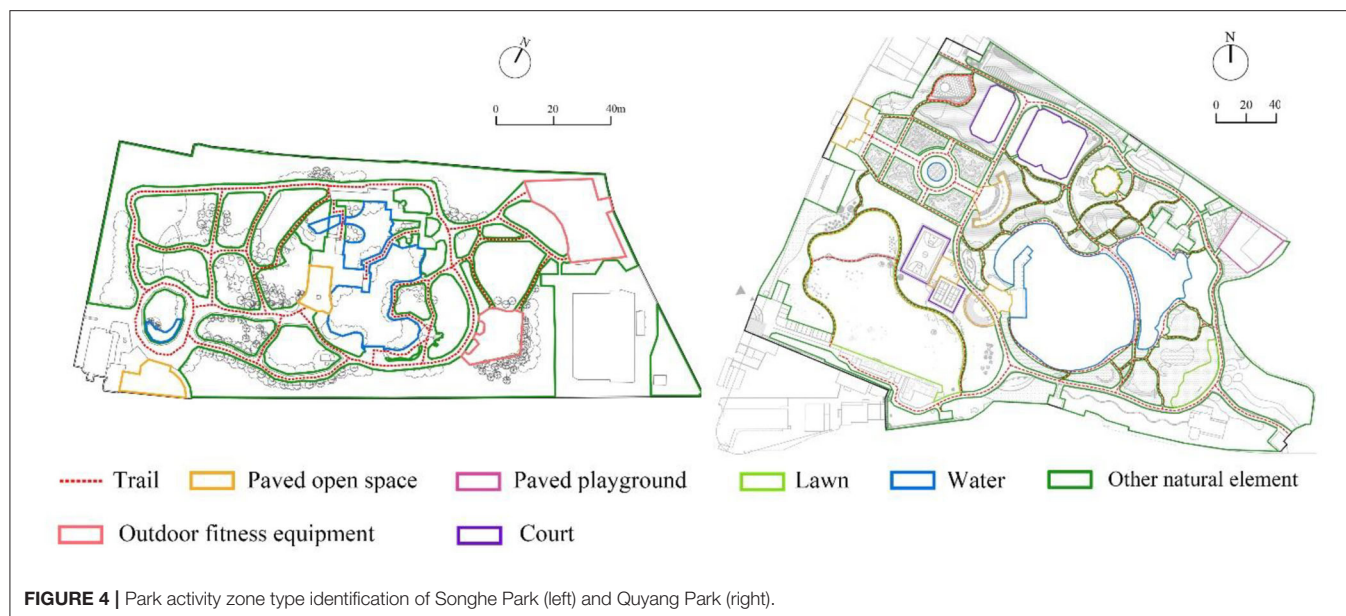 N
0 20 40m
N
0 20 40
Trail Paved open space Paved playground Lawn Water Other natural element
Outdoor fitness equipment Court
FIGURE 4 | Park activity zone type identification of Songhe Park (left) and Quyang Park (right).